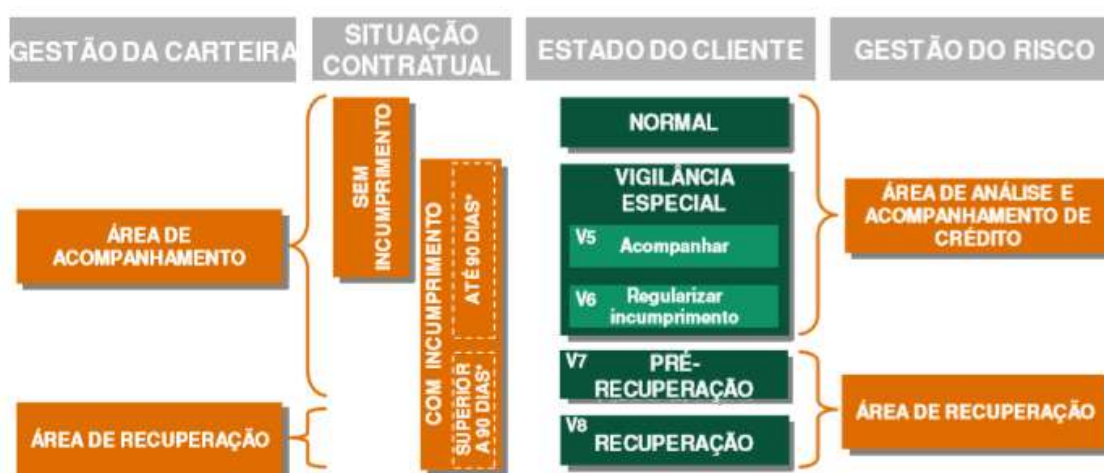 GESTÃO DA CARTEIRA
SITUAÇÃO
CONTRATUAL
ESTADO DO CLIENTE
GESTÃO DO RISCO
ÁREA DE
ACOMPANHAMENTO
ÁREA DE RECUPERAÇÃO
SEM
INCUMPRIMENTO
COM INCUMPRIMENTO
ATÉ 90 DIAS*
SUPERIOR
A 90 DIAS*
NORMAL
VIGILÂNCIA
ESPECIAL
V5 Acompanhar
V6 Regularizar
incumprimento
V7 PRÉ-
RECUPERAÇÃO
V8
RECUPERAÇÃO
ÁREA DE ANÁLISE E
ACOMPANHAMENTO DE
CRÉDITO
ÁREA DE RECUPERAÇÃO